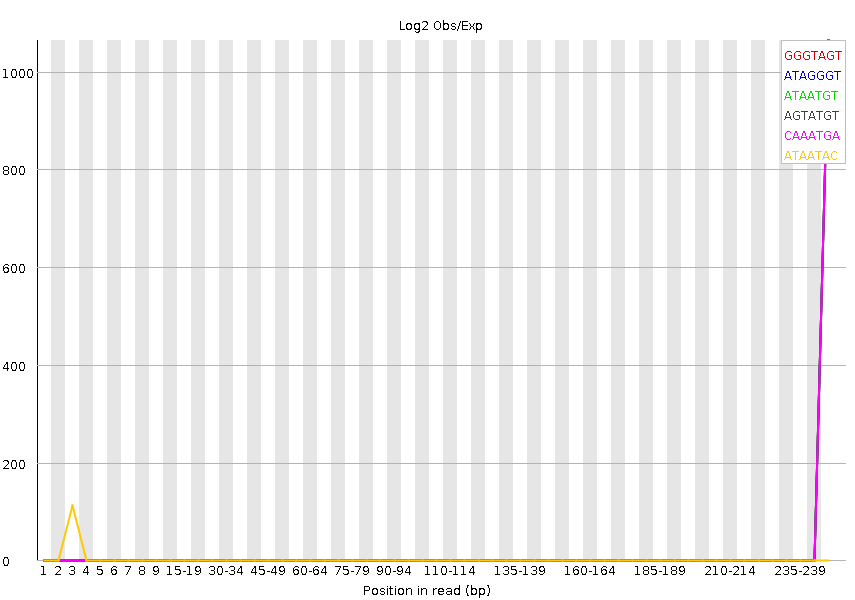 Log2 Obs/Exp
1000
800
600
400
200
0
GGGTAGT
ATAGGGT
ATAATGT
AGTATGT
CAAATGA
ATAATAC
1 2 3 4 5 6 7 8 9 15-19 30-34 45-49 60-64 75-79 90-94 110-114 135-139 160-164 185-189 210-214 235-239
Position in read (bp)